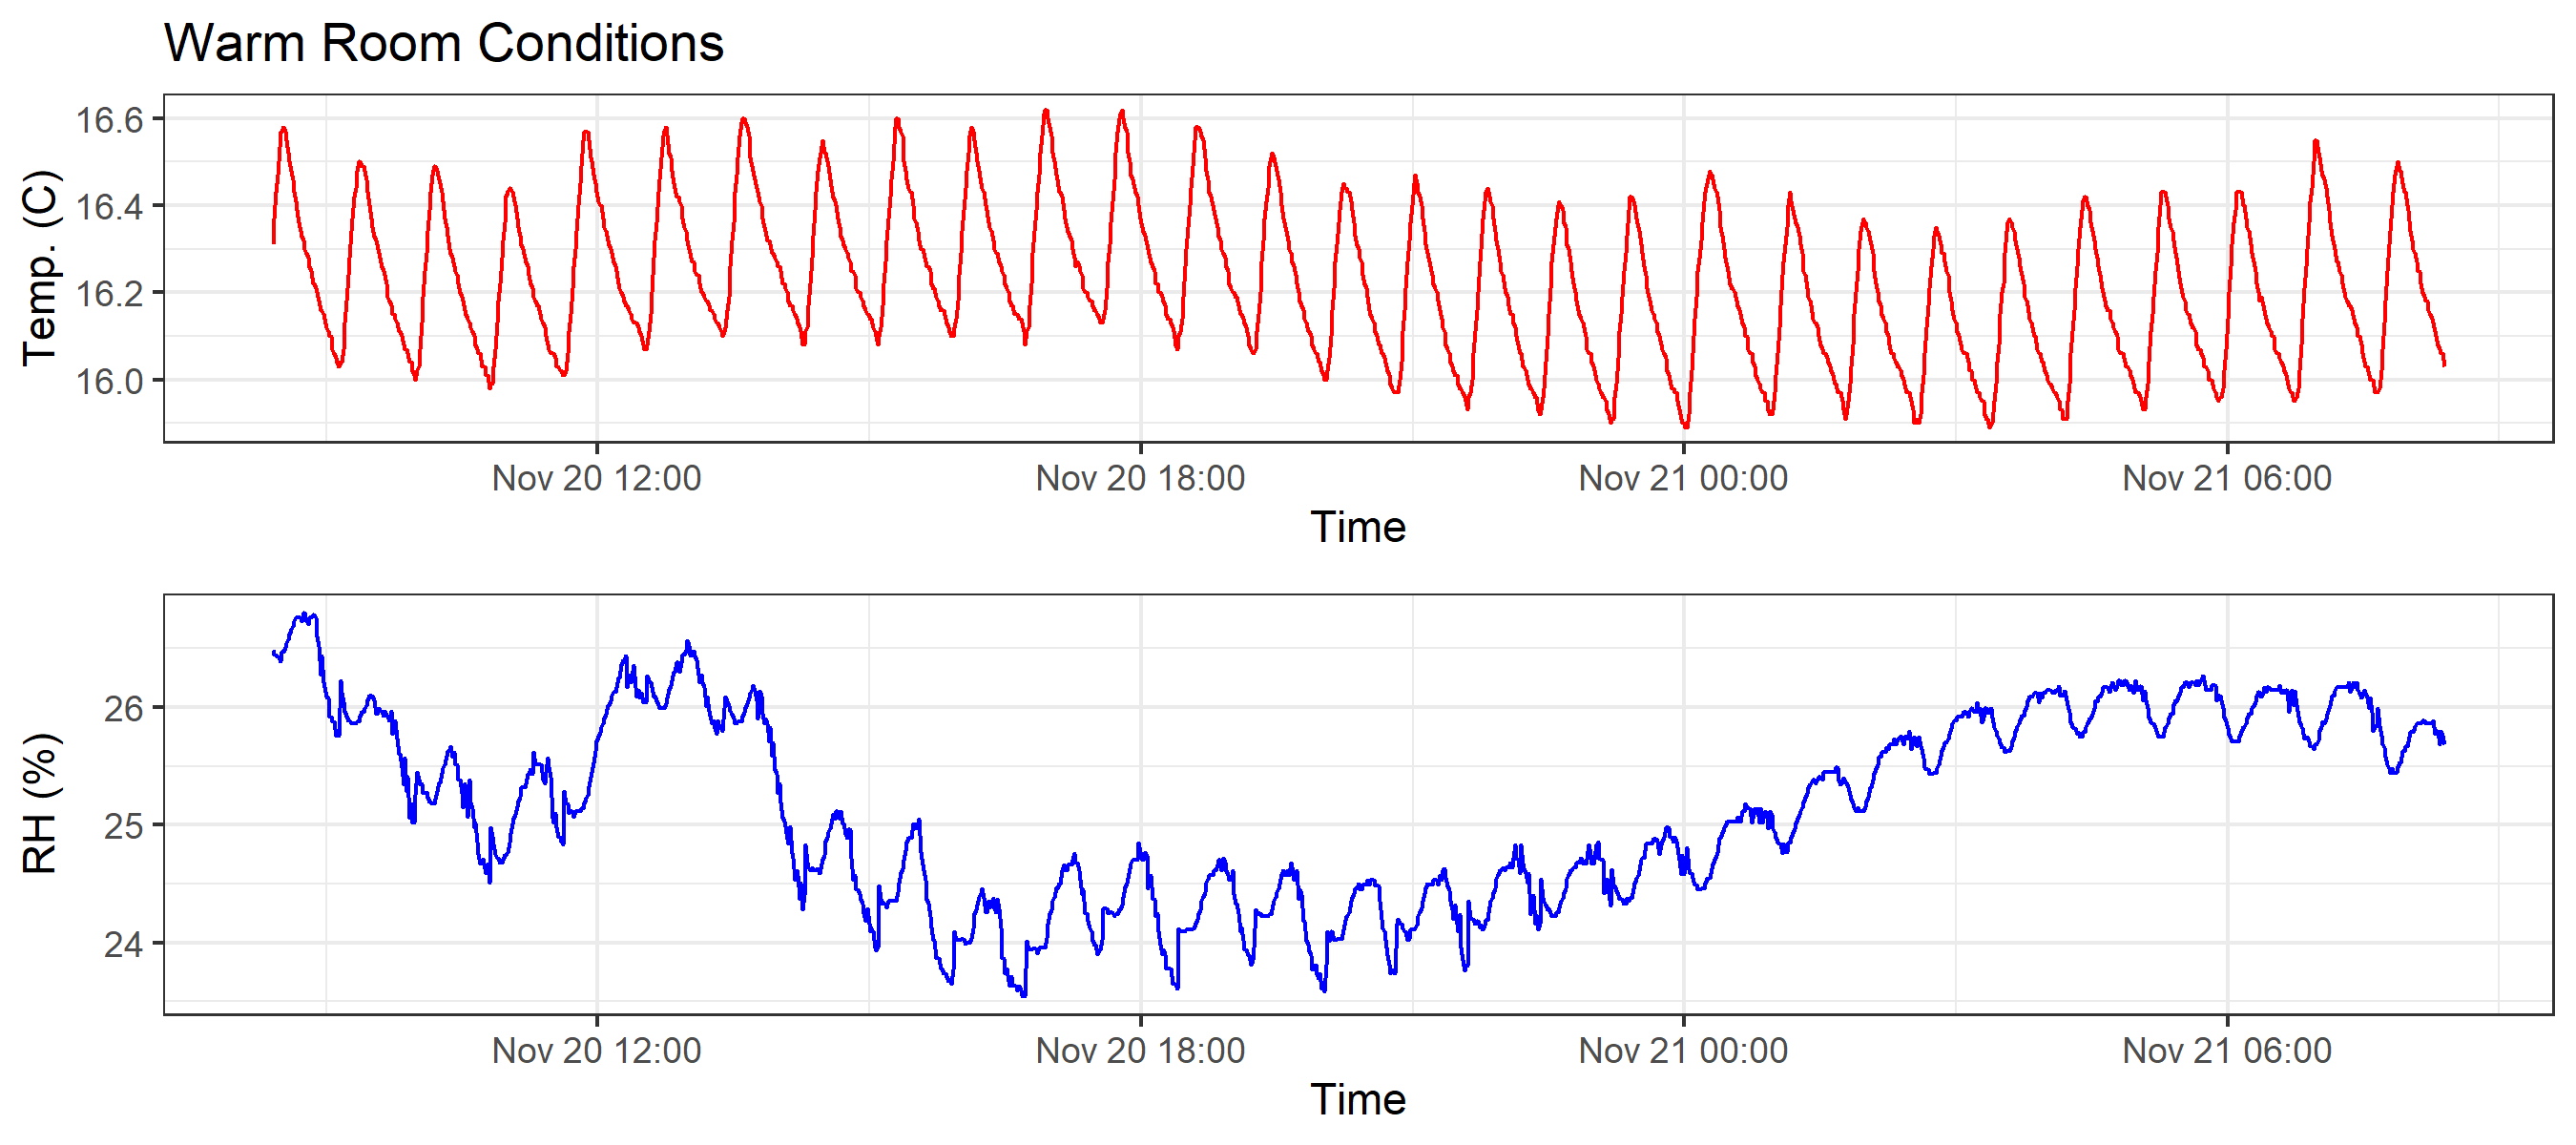 Warm Room Conditions
Temp. (C)
16.6
16.4
16.2
16.0
Nov 20 12:00 Nov 20 18:00 Nov 21 00:00 Nov 21 06:00
Time
RH (%)
26
25
24
Nov 20 12:00 Nov 20 18:00 Nov 21 00:00 Nov 21 06:00
Time